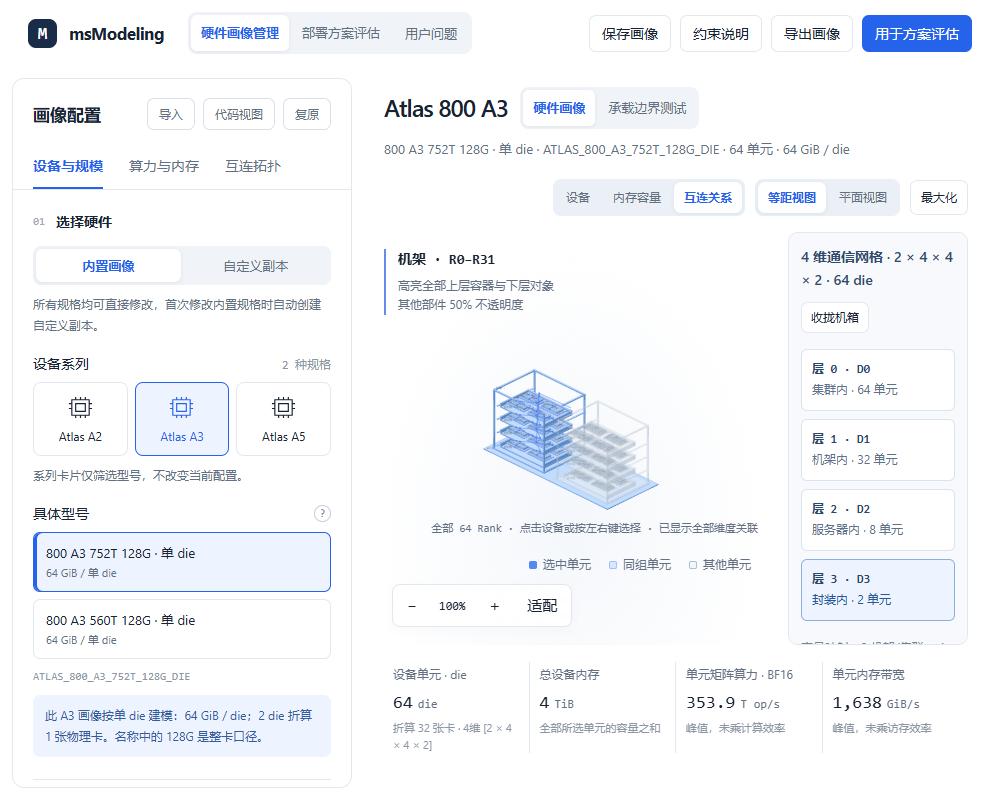 M msModeling 硬件画像管理 部署方案评估 用户问题 保存画像 约束说明 导出画像 用于方案评估
画像配置 导入 代码视图 复原
设备与规模 算力与内存 互连拓扑
01 选择硬件
内置画像 自定义副本
所有规格均可直接修改，首次修改内置规格时自动创建
自定义副本。
设备系列 2 种规格
Atlas A2 Atlas A3 Atlas A5
系列卡片仅筛选型号，不改变当前配置。
具体型号 ?
800 A3 752T 128G · 单 die
64 GiB / 单 die
800 A3 560T 128G · 单 die
64 GiB / 单 die
ATLAS_800_A3_752T_128G_DIE
此 A3 画像按单 die 建模：64 GiB / die；2 die 折算
1 张物理卡。名称中的 128G 是整卡口径。
Atlas 800 A3 硬件画像 承载边界测试
800 A3 752T 128G · 单 die · ATLAS_800_A3_752T_128G_DIE · 64 单元 · 64 GiB / die
设备 内存容量 互连关系 等距视图 平面视图 最大化
机架 · R0–R31
高亮全部上层容器与下层对象
其他部件 50% 不透明度
全部 64 Rank · 点击设备或按左右键选择 · 已显示全部维度关联
选中单元 同组单元 其他单元
− 100% + 适配
4 维通信网格 · 2 × 4 × 4
× 2 · 64 die
收拢机箱
层 0 · D0
集群内 · 64 单元
层 1 · D1
机架内 · 32 单元
层 2 · D2
服务器内 · 8 单元
层 3 · D3
封装内 · 2 单元
设备单元 · die
64 die
折算 32 张卡 · 4维 [2 × 4
× 4 × 2]
总设备内存
4 TiB
全部所选单元的容量之和
单元矩阵算力 · BF16
353.9 T op/s
峰值，未乘计算效率
单元内存带宽
1,638 GiB/s
峰值，未乘访存效率